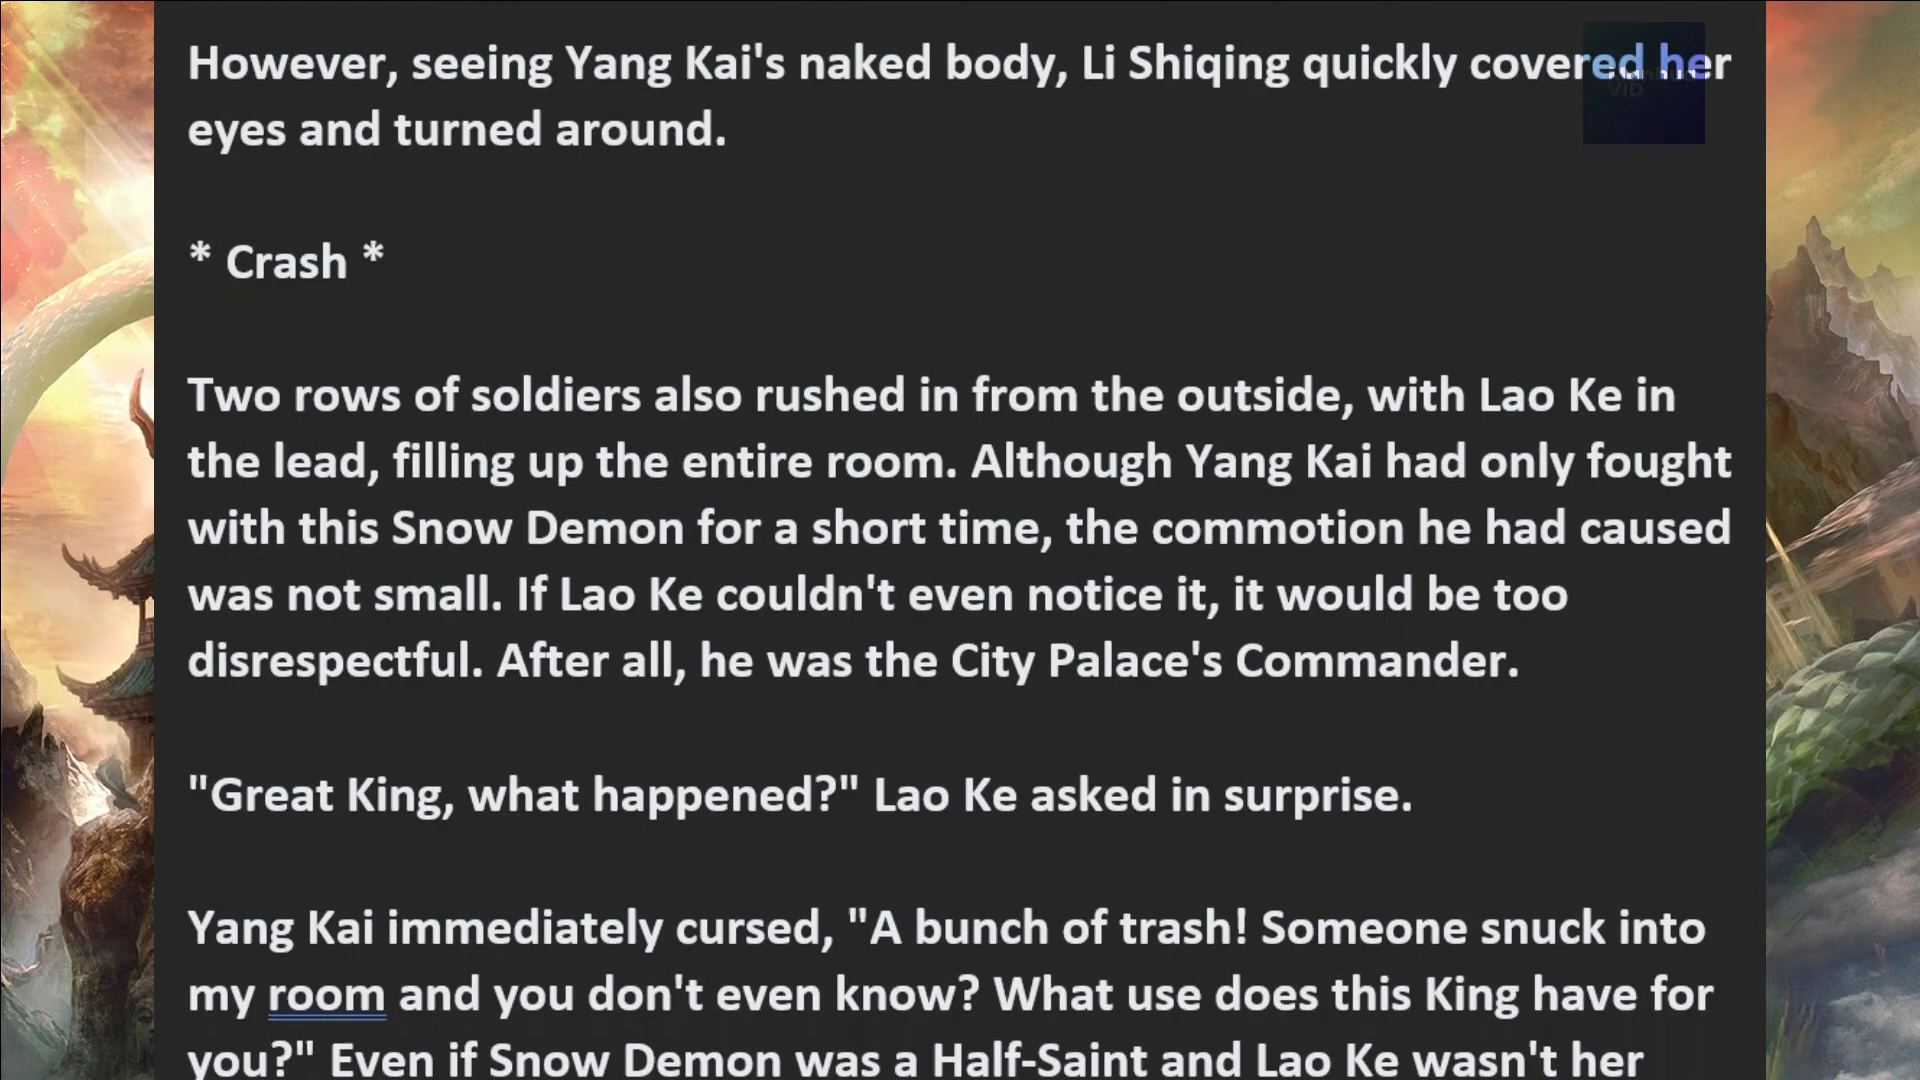 However, seeing Yang Kai's naked body, Li Shiqing quickly covered her
eyes and turned around.
* Crash *
Two rows of soldiers also rushed in from the outside, with Lao Ke in
the lead, filling up the entire room. Although Yang Kai had only fought
with this Snow Demon for a short time, the commotion he had caused
was not small. If Lao Ke couldn't even notice it, it would be too
disrespectful. After all, he was the City Palace's Commander.
"Great King, what happened?" Lao Ke asked in surprise.
Yang Kai immediately cursed, "A bunch of trash! Someone snuck into
my room and you don't even know? What use does this King have for
you?" Even if Snow Demon was a Half-Saint and Lao Ke wasn't her